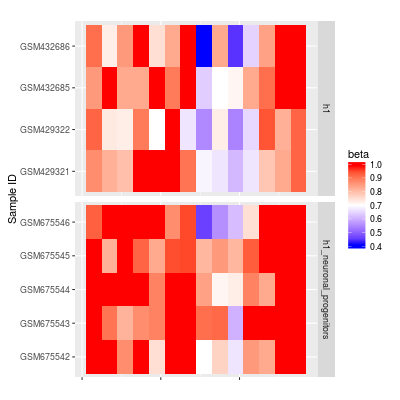 GSM432686
GSM432685
GSM429322
GSM429321
h1
GSM675546
GSM675545
GSM675544
GSM675543
GSM675542
h1_neuronal_progenitors
Sample ID
beta
1.0
0.9
0.8
0.7
0.6
0.5
0.4